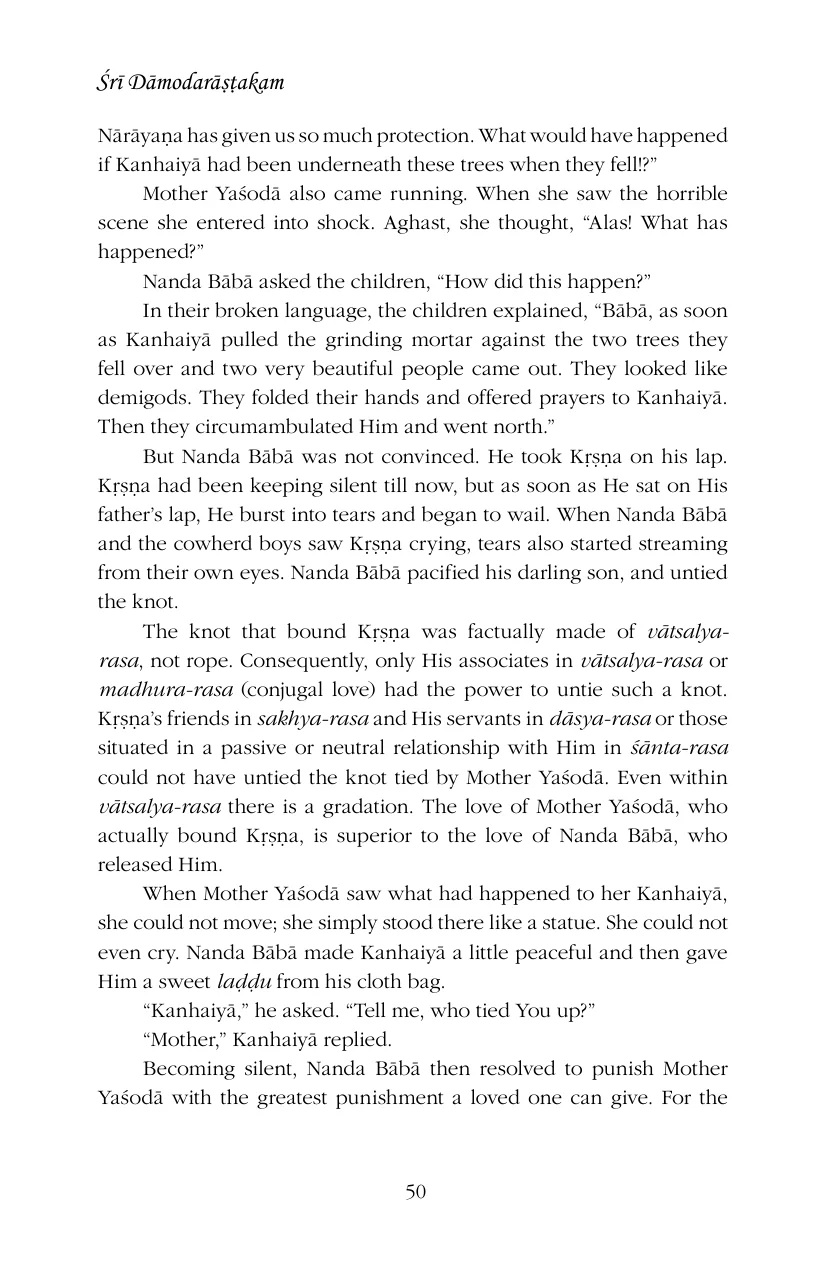 Śrī Dāmodarāṣṭakam
Nārāyaṇa has given us so much protection. What would have happened
if Kanhaiyā had been underneath these trees when they fell!?”
Mother Yaśodā also came running. When she saw the horrible
scene she entered into shock. Aghast, she thought, “Alas! What has
happened?”
Nanda Bābā asked the children, “How did this happen?”
In their broken language, the children explained, “Bābā, as soon
as Kanhaiyā pulled the grinding mortar against the two trees they
fell over and two very beautiful people came out. They looked like
demigods. They folded their hands and offered prayers to Kanhaiyā.
Then they circumambulated Him and went north.”
But Nanda Bābā was not convinced. He took Kṛṣṇa on his lap.
Kṛṣṇa had been keeping silent till now, but as soon as He sat on His
father’s lap, He burst into tears and began to wail. When Nanda Bābā
and the cowherd boys saw Kṛṣṇa crying, tears also started streaming
from their own eyes. Nanda Bābā pacified his darling son, and untied
the knot.
The knot that bound Kṛṣṇa was factually made of vātsalya-
rasa, not rope. Consequently, only His associates in vātsalya-rasa or
madhura-rasa (conjugal love) had the power to untie such a knot.
Kṛṣṇa’s friends in sakhya-rasa and His servants in dāsya-rasa or those
situated in a passive or neutral relationship with Him in śānta-rasa
could not have untied the knot tied by Mother Yaśodā. Even within
vātsalya-rasa there is a gradation. The love of Mother Yaśodā, who
actually bound Kṛṣṇa, is superior to the love of Nanda Bābā, who
released Him.
When Mother Yaśodā saw what had happened to her Kanhaiyā,
she could not move; she simply stood there like a statue. She could not
even cry. Nanda Bābā made Kanhaiyā a little peaceful and then gave
Him a sweet laḍḍu from his cloth bag.
“Kanhaiyā,” he asked. “Tell me, who tied You up?”
“Mother,” Kanhaiyā replied.
Becoming silent, Nanda Bābā then resolved to punish Mother
Yaśodā with the greatest punishment a loved one can give. For the
50